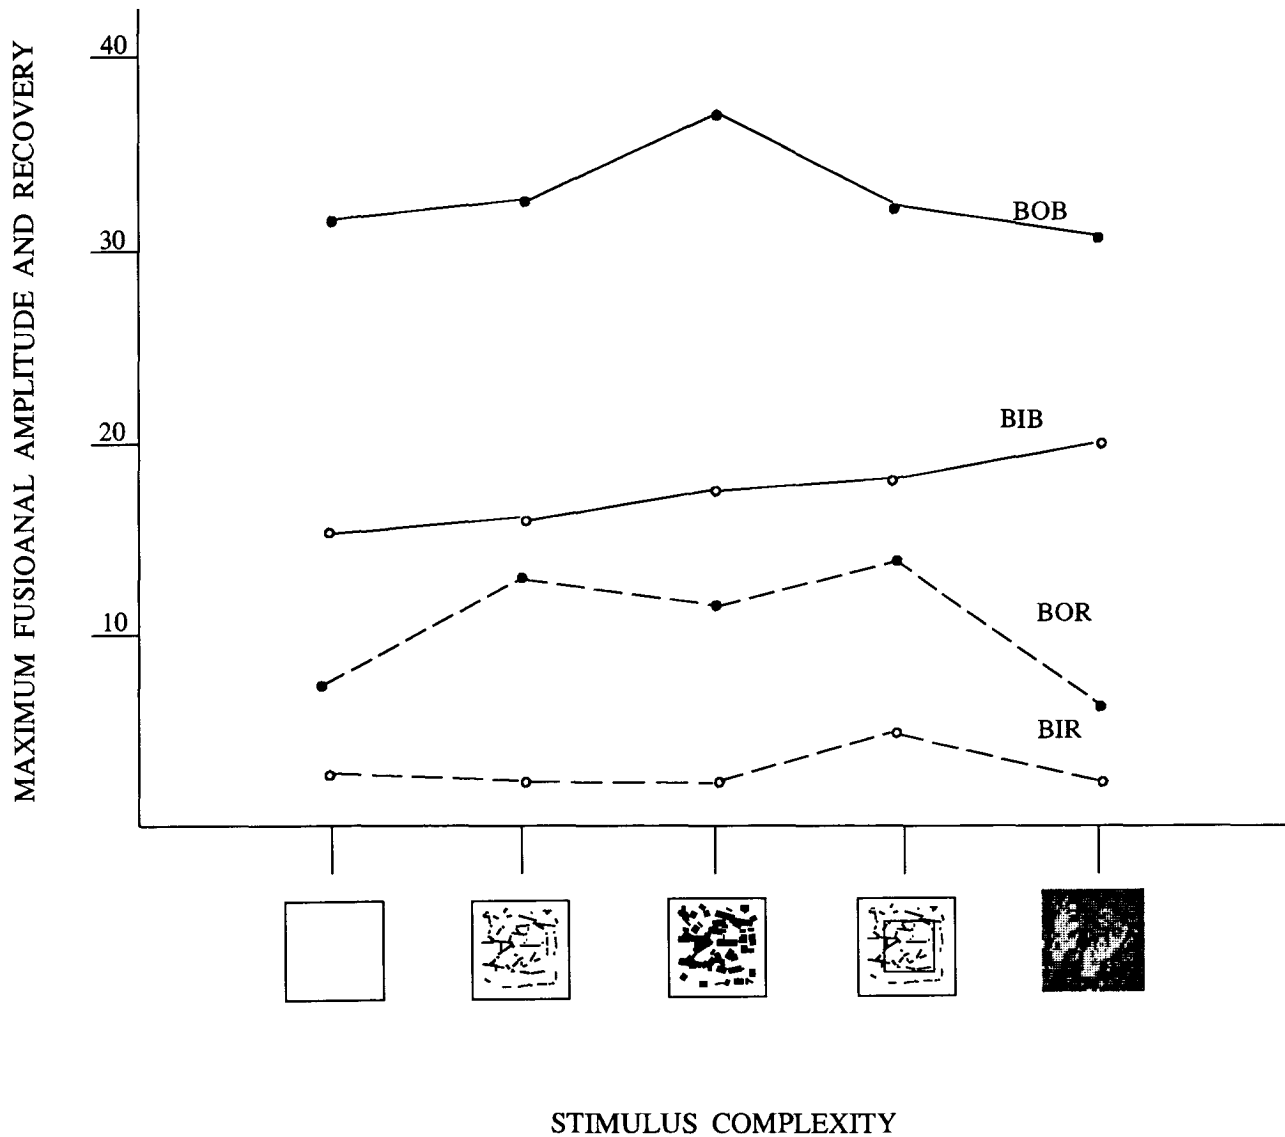 MAXIMUM FUSIOANAL AMPLITUDE AND RECOVERY
40
30
20
10
BOB
BIB
BOR
BIR
STIMULUS COMPLEXITY